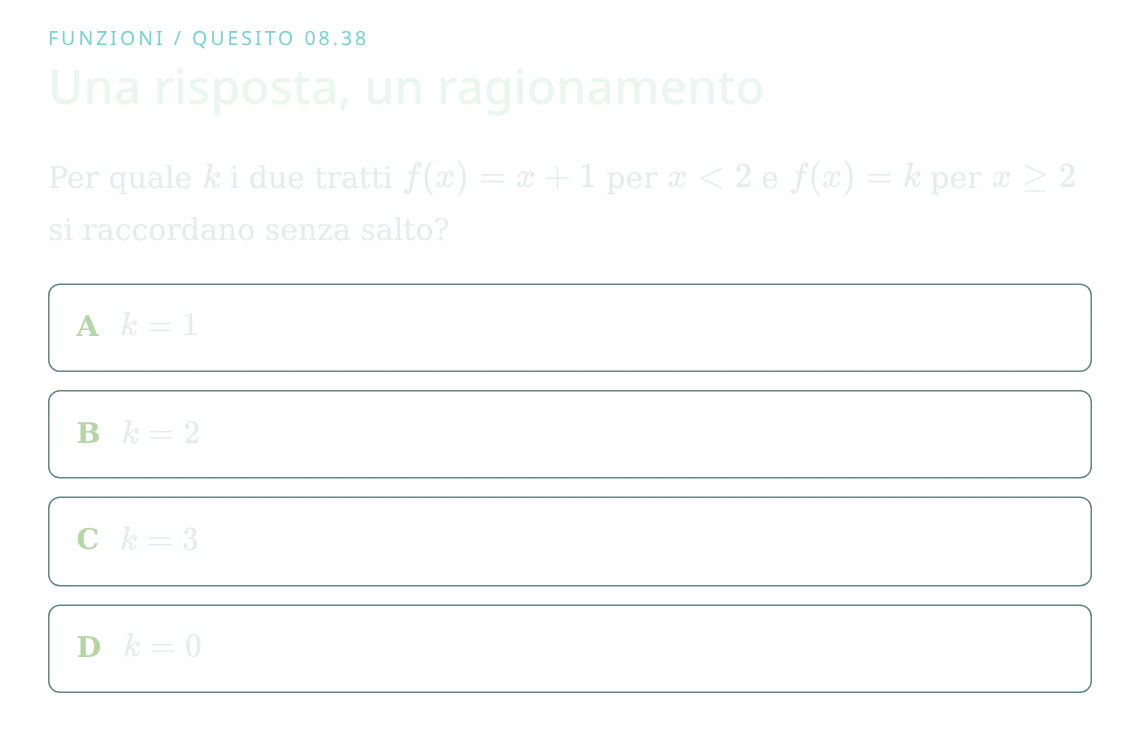 FUNZIONI / QUESITO 08.38
Una risposta, un ragionamento
Per quale k i due tratti f(x) = x + 1 per x < 2 e f(x) = k per x ≥ 2
si raccordano senza salto?
A k = 1
B k = 2
C k = 3
D k = 0